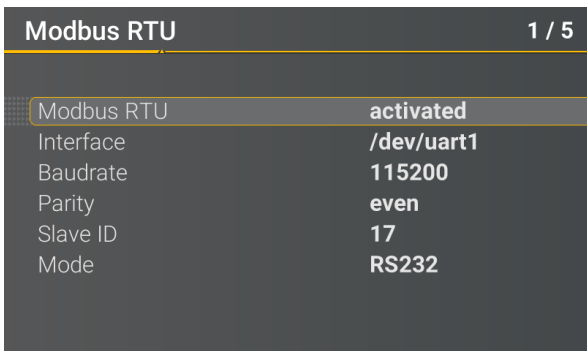 Modbus RTU 1 / 5
Modbus RTU activated
Interface /dev/uart1
Baudrate 115200
Parity even
Slave ID 17
Mode RS232